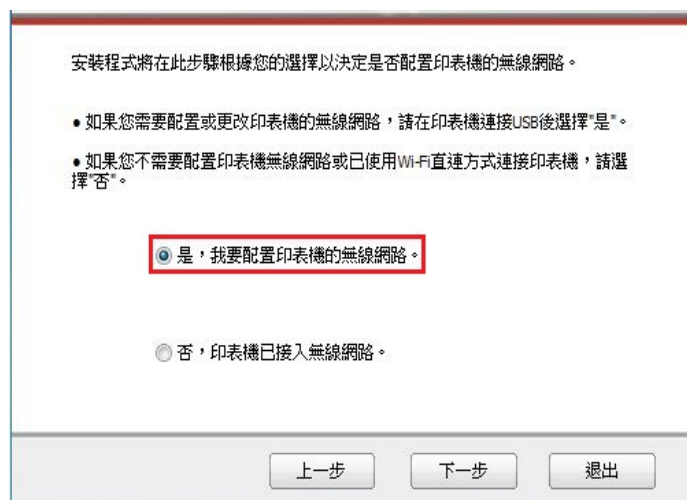 安裝程式將在此步驟根據您的選擇以決定是否配置印表機的無線網路。
● 如果您需要配置或更改印表機的無線網路，請在印表機連接USB後選擇"是"。
● 如果您不需要配置印表機無線網路或已使用Wi-Fi直連方式連接印表機，請選
擇"否"。
是，我要配置印表機的無線網路。
否，印表機已接入無線網路。
上一步 下一步 退出